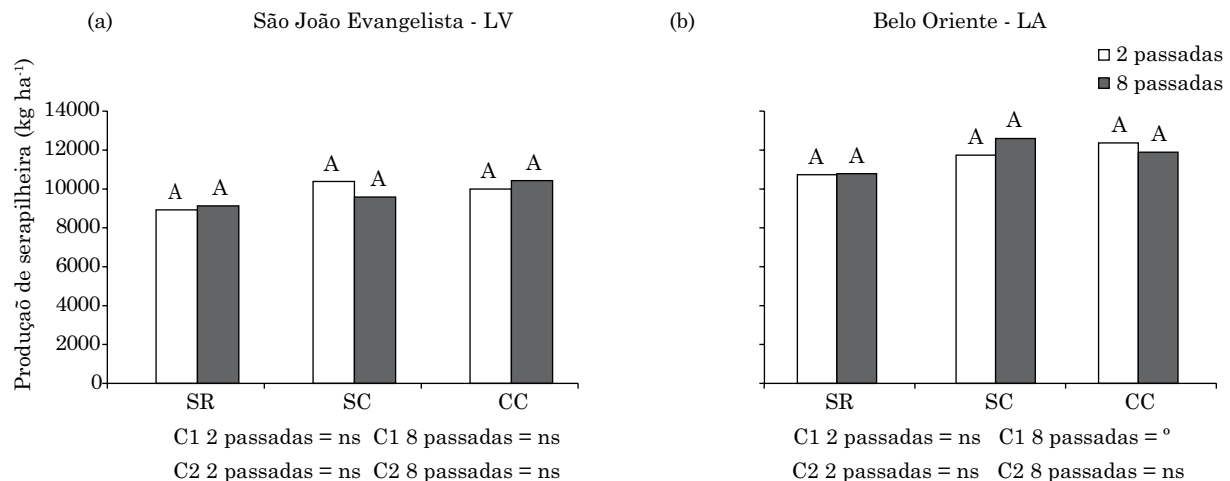 (a) São João Evangelista - LV
(b) Belo Oriente - LA
2 passadas
8 passadas
Produçaõ de serapilheira (kg ha⁻¹)
14000
12000
10000
8000
6000
4000
2000
0
A A A A A A
SR SC CC
C1 2 passadas = ns C1 8 passadas = ns
C2 2 passadas = ns C2 8 passadas = ns
A A A A A A
SR SC CC
C1 2 passadas = ns C1 8 passadas = º
C2 2 passadas = ns C2 8 passadas = ns